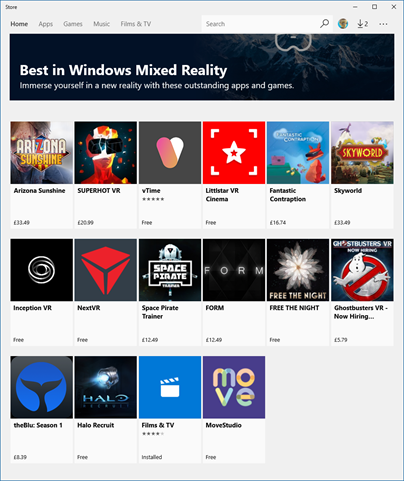 Store
Home Apps Games Music Films & TV Search 2
Best in Windows Mixed Reality
Immerse yourself in a new reality with these outstanding apps and games.
ARIZONA
SUNSHINE
FANTASTIC
CONTRAPTION
SKYWORLD
Arizona Sunshine SUPERHOT VR vTime Littlstar VR Fantastic Skyworld
Cinema Contraption
£33.49 £20.99 Free Free £16.74 £33.49
SPACE
PIRATE
TRAINER
FORM
FREE THE NIGHT
GHOSTBUSTERS VR
NOW HIRING
Inception VR NextVR Space Pirate FORM FREE THE NIGHT Ghostbusters VR -
Trainer Now Hiring...
Free Free £12.49 £12.49 Free £5.79
HALO
RECRUIT
move
theBlu: Season 1 Halo Recruit Films & TV MoveStudio
£8.39 Free Installed Free